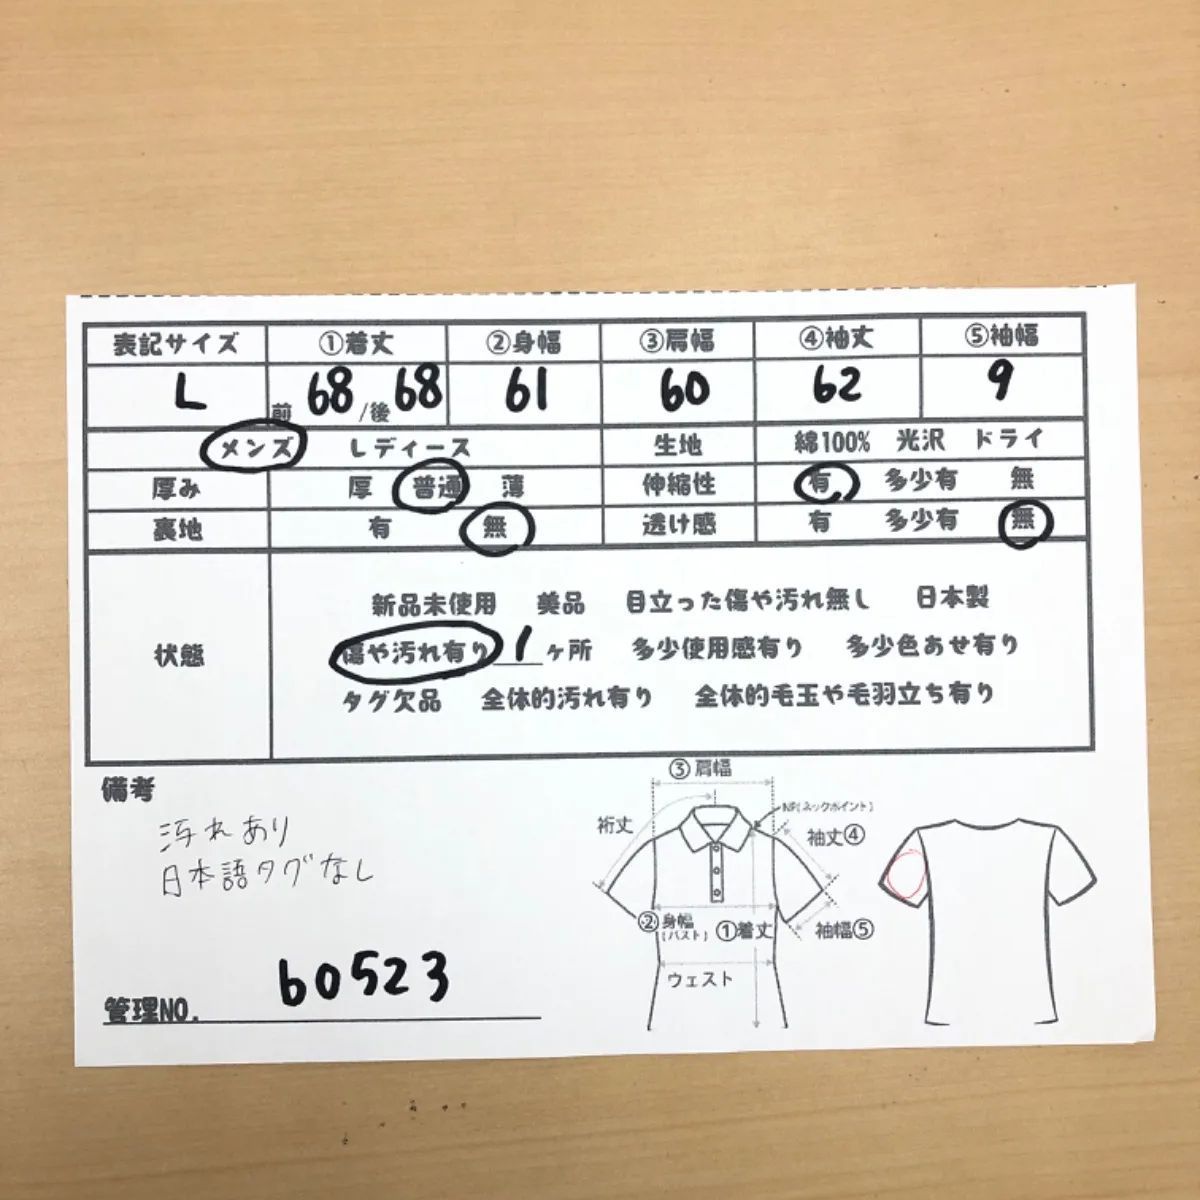 表記サイズ ①着丈 ②身幅 ③肩幅 ④袖丈 ⑤袖幅
L 前 68 /後 68 61 60 62 9
メンズ レディース 生地 綿100% 光沢 ドライ
厚み 厚 普通 薄 伸縮性 有 多少有 無
裏地 有 無 透け感 有 多少有 無
状態
新品未使用 美品 目立った傷や汚れ無し 日本製
傷や汚れ有り 1 ヶ所 多少使用感有り 多少色あせ有り
タグ欠品 全体的汚れ有り 全体的毛玉や毛羽立ち有り
備考
汚れあり
日本語タグなし
管理NO. 60523
③肩幅
NP(ネックポイント)
裄丈
袖丈④
②身幅
(バスト)
①着丈
袖幅⑤
ウェスト